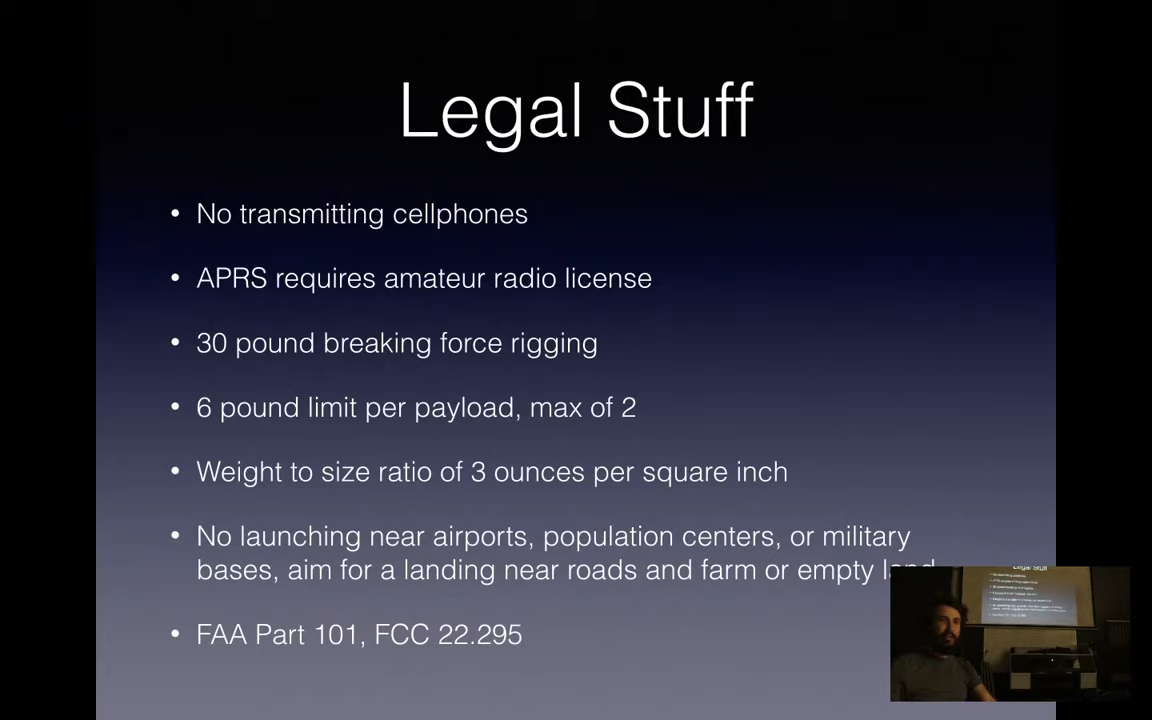 Legal Stuff
• No transmitting cellphones
• APRS requires amateur radio license
• 30 pound breaking force rigging
• 6 pound limit per payload, max of 2
• Weight to size ratio of 3 ounces per square inch
• No launching near airports, population centers, or military
bases, aim for a landing near roads and farm or empty land
• FAA Part 101, FCC 22.295
Legal Stuff